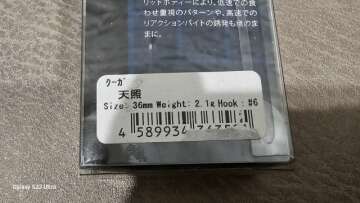 リッドボディーにより、低速での食
わせ重視のパターンや、高速での
リアクションバイトの誘発も意のま
まに。
ｸｰｶﾞ
天照
Size: 36mm Weight: 2.1g Hook : #6
4 589934
Galaxy S22 Ultra